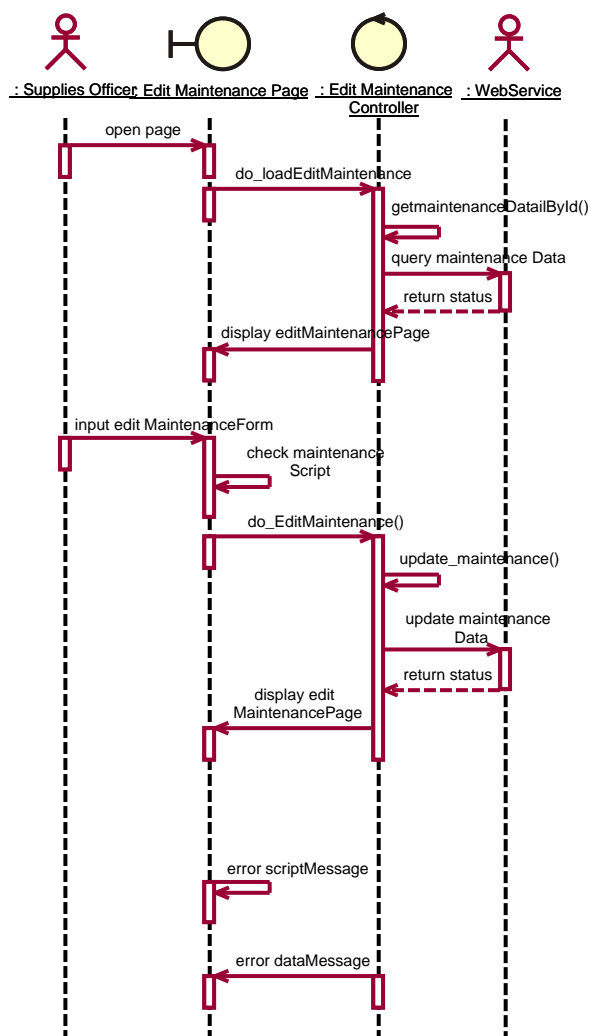 : Supplies Officer
: Edit Maintenance Page
: Edit Maintenance
Controller
: WebService
open page
do_loadEditMaintenance
getmaintenanceDatailById()
query maintenance Data
return status
display editMaintenancePage
input edit MaintenanceForm
check maintenance
Script
do_EditMaintenance()
update_maintenance()
update maintenance
Data
return status
display edit
MaintenancePage
error scriptMessage
error dataMessage